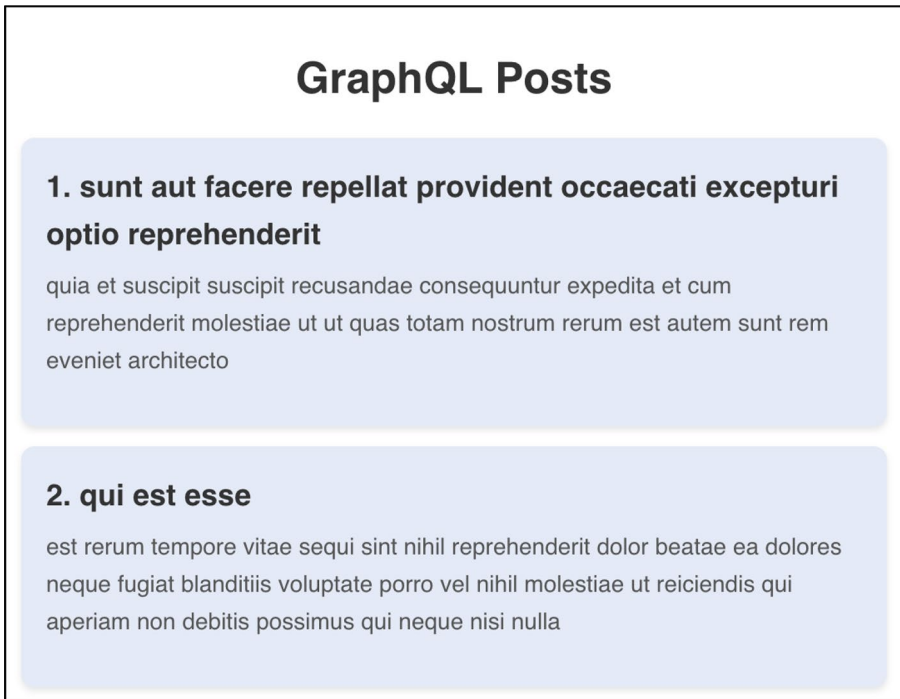 GraphQL Posts
1. sunt aut facere repellat provident occaecati excepturi
optio reprehenderit
quia et suscipit suscipit recusandae consequuntur expedita et cum
reprehenderit molestiae ut ut quas totam nostrum rerum est autem sunt rem
eveniet architecto
2. qui est esse
est rerum tempore vitae sequi sint nihil reprehenderit dolor beatae ea dolores
neque fugiat blanditiis voluptate porro vel nihil molestiae ut reiciendis qui
aperiam non debitis possimus qui neque nisi nulla